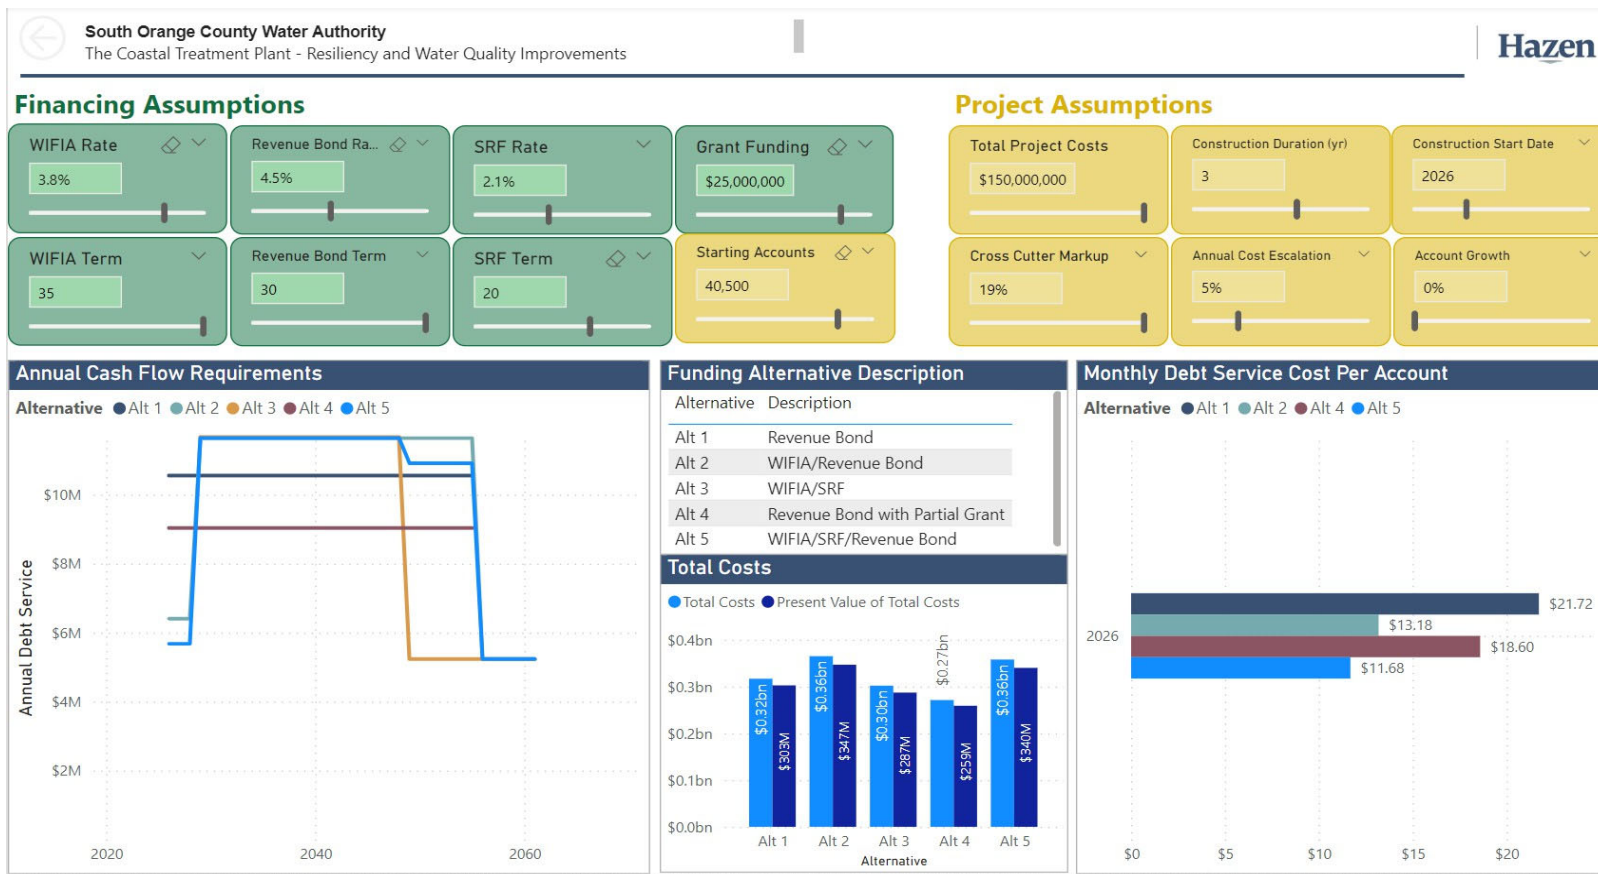 South Orange County Water Authority
The Coastal Treatment Plant - Resiliency and Water Quality Improvements
Hazen
Financing Assumptions
Project Assumptions
WIFIA Rate
3.8%
Revenue Bond Ra...
4.5%
SRF Rate
2.1%
Grant Funding
$25,000,000
Total Project Costs
$150,000,000
Construction Duration (yr)
3
Construction Start Date
2026
WIFIA Term
35
Revenue Bond Term
30
SRF Term
20
Starting Accounts
40,500
Cross Cutter Markup
19%
Annual Cost Escalation
5%
Account Growth
0%
Annual Cash Flow Requirements
Alternative Alt 1 Alt 2 Alt 3 Alt 4 Alt 5
Annual Debt Service
$10M
$8M
$6M
$4M
$2M
2020 2040 2060
Funding Alternative Description
Alternative Description
Alt 1 Revenue Bond
Alt 2 WIFIA/Revenue Bond
Alt 3 WIFIA/SRF
Alt 4 Revenue Bond with Partial Grant
Alt 5 WIFIA/SRF/Revenue Bond
Total Costs
Total Costs Present Value of Total Costs
$0.4bn
$0.3bn
$0.2bn
$0.1bn
$0.0bn
$0.32bn
$303M
$0.36bn
$347M
$0.30bn
$287M
$0.27bn
$259M
$0.36bn
$340M
Alt 1 Alt 2 Alt 3 Alt 4 Alt 5
Alternative
Monthly Debt Service Cost Per Account
Alternative Alt 1 Alt 2 Alt 4 Alt 5
2026
$21.72
$13.18
$18.60
$11.68
$0 $5 $10 $15 $20